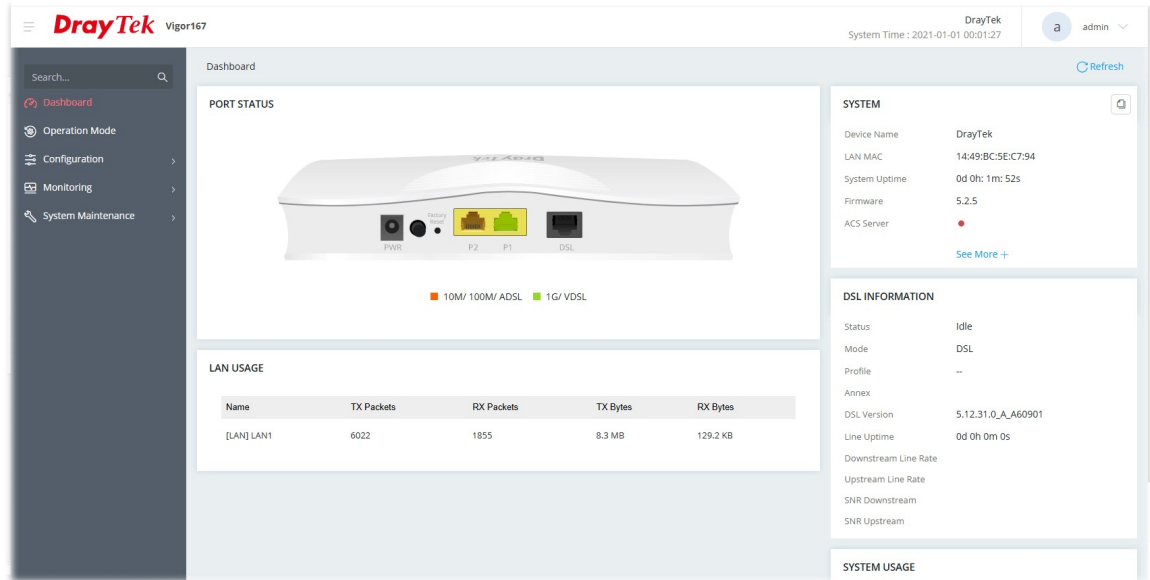 DrayTek Vigor167
DrayTek
System Time : 2021-01-01 00:01:27
a admin
Search...
Dashboard
Operation Mode
Configuration
Monitoring
System Maintenance
Dashboard
Refresh
PORT STATUS
DrayTek
Factory
Reset
PWR P2 P1 DSL
10M/ 100M/ ADSL 1G/ VDSL
LAN USAGE
Name TX Packets RX Packets TX Bytes RX Bytes
[LAN] LAN1 6022 1855 8.3 MB 129.2 KB
SYSTEM
Device Name DrayTek
LAN MAC 14:49:BC:5E:C7:94
System Uptime 0d 0h: 1m: 52s
Firmware 5.2.5
ACS Server
See More +
DSL INFORMATION
Status Idle
Mode DSL
Profile --
Annex
DSL Version 5.12.31.0_A_A60901
Line Uptime 0d 0h 0m 0s
Downstream Line Rate
Upstream Line Rate
SNR Downstream
SNR Upstream
SYSTEM USAGE